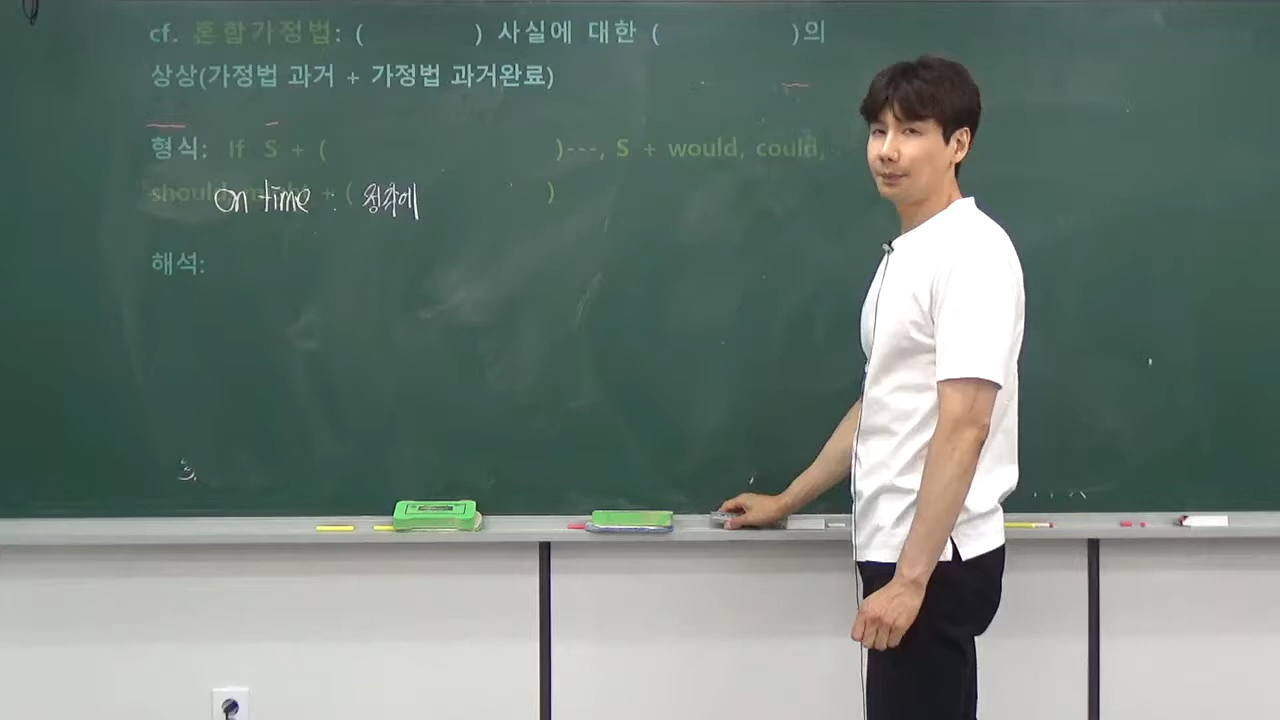 cf. 혼합가정법: ( ) 사실에 대한 ( )의
상상(가정법 과거 + 가정법 과거완료)
형식: If S + ( )---, S + would, could,
should, might + ( )
on time : 정각에
해석:
3.